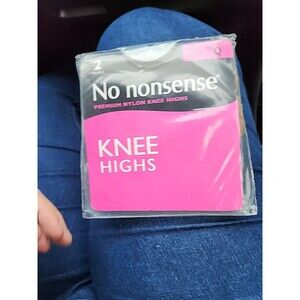 2
No nonsense®
PREMIUM NYLON KNEE HIGHS
KNEE
HIGHS